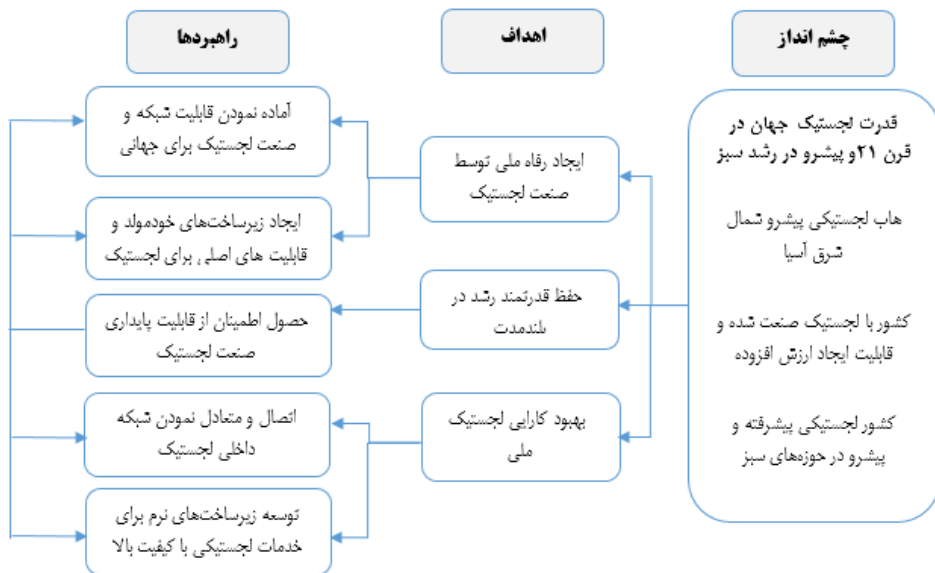 چشم انداز
قدرت لجستیک جهان در
قرن ۲۱و پیشرو در رشد سبز
هاب لجستیکی پیشرو شمال
شرق آسیا
کشور با لجستیک صنعت شده و
قابلیت ایجاد ارزش افزوده
کشور لجستیکی پیشرفته و
پیشرو در حوزه‌های سبز
اهداف
ایجاد رفاه ملی توسط
صنعت لجستیک
حفظ قدرتمند رشد در
بلندمدت
بهبود کارایی لجستیک
ملی
راهبردها
آماده نمودن قابلیت شبکه و
صنعت لجستیک برای جهانی
ایجاد زیرساخت‌های خودمولد و
قابلیت های اصلی برای لجستیک
حصول اطمینان از قابلیت پایداری
صنعت لجستیک
اتصال و متعادل نمودن شبکه
داخلی لجستیک
توسعه زیرساخت‌های نرم برای
خدمات لجستیکی با کیفیت بالا